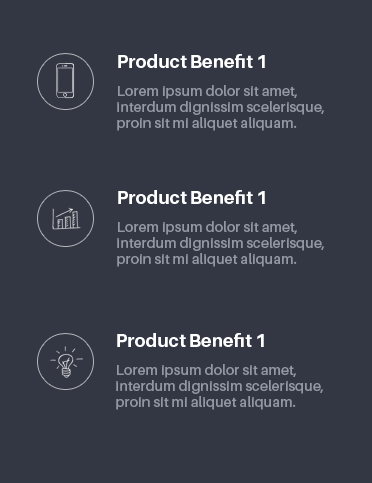 Product Benefit 1
Lorem ipsum dolor sit amet,
interdum dignissim scelerisque,
proin sit mi aliquet aliquam.
Product Benefit 1
Lorem ipsum dolor sit amet,
interdum dignissim scelerisque,
proin sit mi aliquet aliquam.
Product Benefit 1
Lorem ipsum dolor sit amet,
interdum dignissim scelerisque,
proin sit mi aliquet aliquam.